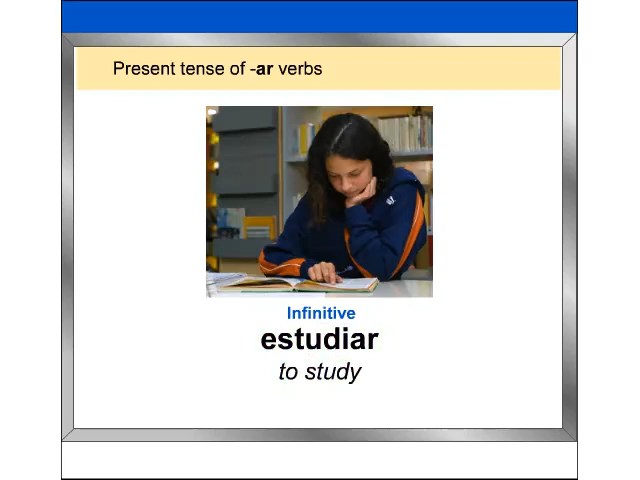 Present tense of -ar verbs
Infinitive
estudiar
to study